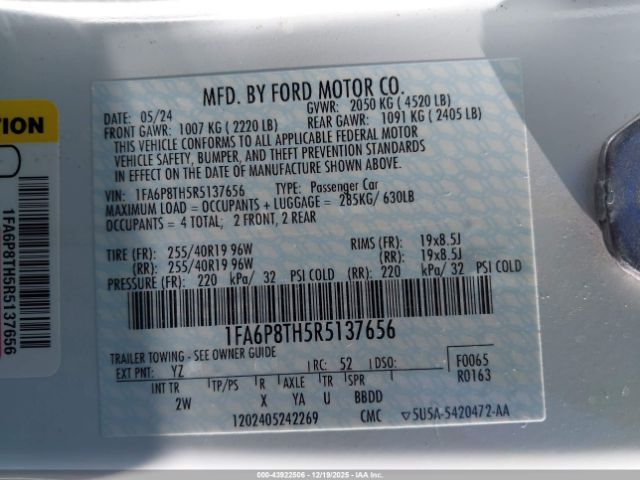 MFD. BY FORD MOTOR CO.
DATE: 05/24 GVWR: 2050 KG ( 4520 LB)
FRONT GAWR: 1007 KG ( 2220 LB) REAR GAWR: 1091 KG ( 2405 LB)
THIS VEHICLE CONFORMS TO ALL APPLICABLE FEDERAL MOTOR
VEHICLE SAFETY, BUMPER, AND THEFT PREVENTION STANDARDS
IN EFFECT ON THE DATE OF MANUFACTURE SHOWN ABOVE.
VIN: 1FA6P8TH5R5137656 TYPE: Passenger Car
MAXIMUM LOAD = OCCUPANTS + LUGGAGE = 285KG/ 630LB
OCCUPANTS = 4 TOTAL; 2 FRONT, 2 REAR
TIRE (FR): 255/40R19 96W RIMS (FR): 19x8.5J
(RR): 255/40R19 96W (RR): 19x8.5J
PRESSURE (FR): 220 kPa/ 32 PSI COLD (RR): 220 kPa/ 32 PSI COLD
1FA6P8TH5R5137656
TRAILER TOWING - SEE OWNER GUIDE
EXT PNT: YZ RC: 52 DSO: F0065
R0163
INT TR TP/PS R AXLE TR SPR
2W X YA U BBDD
1202405242269 CMC 5U5A-5420472-AA
TION
1FA6P8TH5R5137656
000-43922506 - 12/19/2025 - IAA Inc.